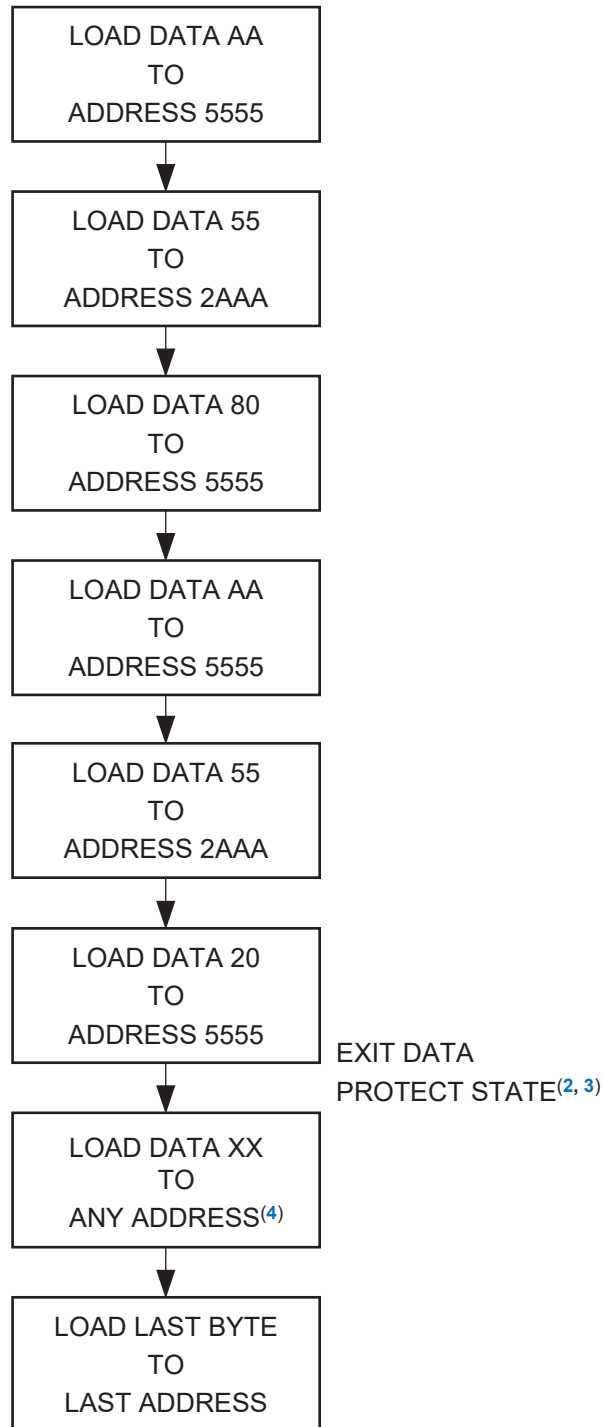 LOAD DATA AA
TO
ADDRESS 5555
LOAD DATA 55
TO
ADDRESS 2AAA
LOAD DATA 80
TO
ADDRESS 5555
LOAD DATA AA
TO
ADDRESS 5555
LOAD DATA 55
TO
ADDRESS 2AAA
LOAD DATA 20
TO
ADDRESS 5555
EXIT DATA
PROTECT STATE(2, 3)
LOAD DATA XX
TO
ANY ADDRESS(4)
LOAD LAST BYTE
TO
LAST ADDRESS